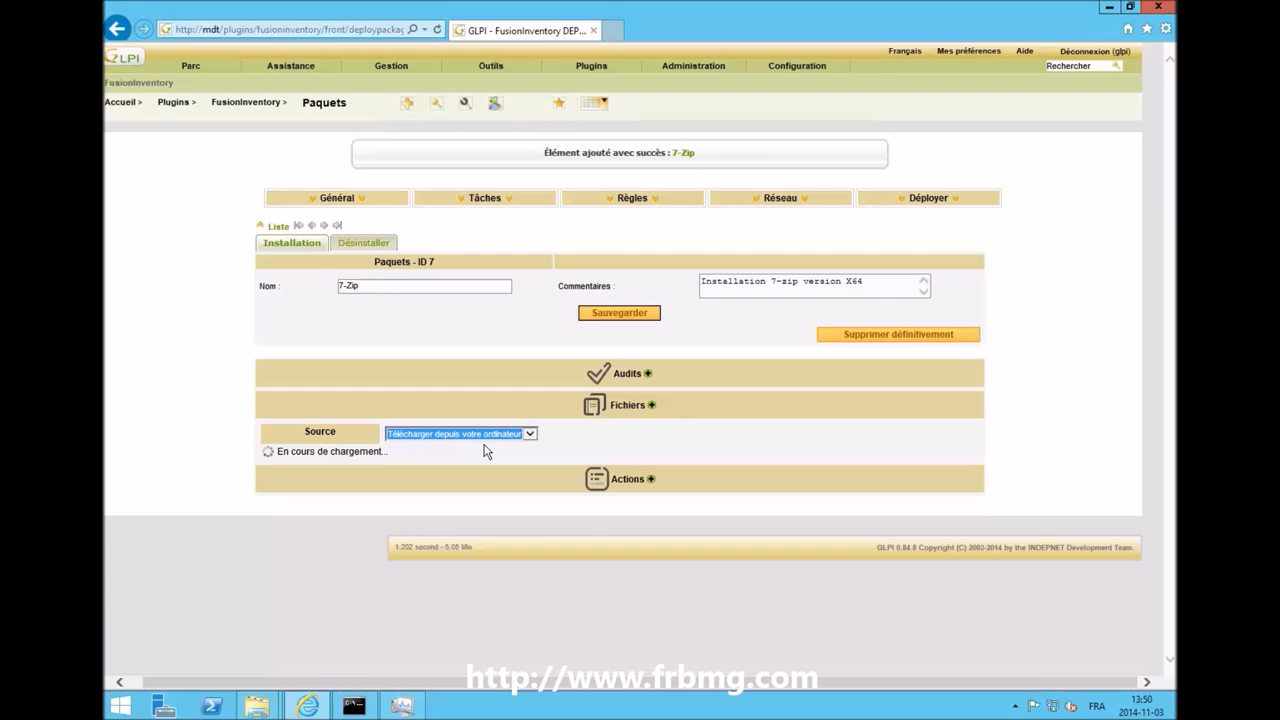 http://mdt/plugins/fusioninventory/front/deploypackag
GLPI - FusionInventory DEP...
GLPI
Français Mes préférences Aide Déconnexion (glpi)
Parc Assistance Gestion Outils Plugins Administration Configuration Rechercher
FusionInventory
Accueil > Plugins > FusionInventory > Paquets
Élément ajouté avec succès : 7-Zip
Général Tâches Règles Réseau Déployer
Liste
Installation Désinstaller
Paquets - ID 7
Nom : 7-Zip Commentaires : Installation 7-zip version X64
Sauvegarder
Supprimer définitivement
Audits
Fichiers
Source Télécharger depuis votre ordinateur
En cours de chargement...
Actions
1,202 second - 5.05 Mio GLPI 0.84.8 Copyright (C) 2003-2014 by the INDEPNET Development Team.
http://www.frbmg.com
FRA 13:50
2014-11-03